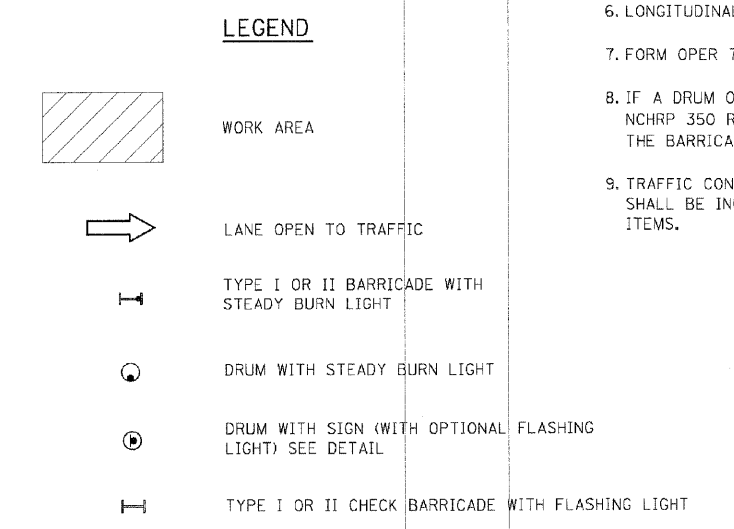 LEGEND
WORK AREA
LANE OPEN TO TRAFFIC
TYPE I OR II BARRICADE WITH
STEADY BURN LIGHT
DRUM WITH STEADY BURN LIGHT
DRUM WITH SIGN (WITH OPTIONAL FLASHING
LIGHT) SEE DETAIL
TYPE I OR II CHECK BARRICADE WITH FLASHING LIGHT
6. LONGITUDINAL
7. FORM OPER 7
8. IF A DRUM O
NCHRP 350 R
THE BARRICA
9. TRAFFIC CON
SHALL BE IN
ITEMS.